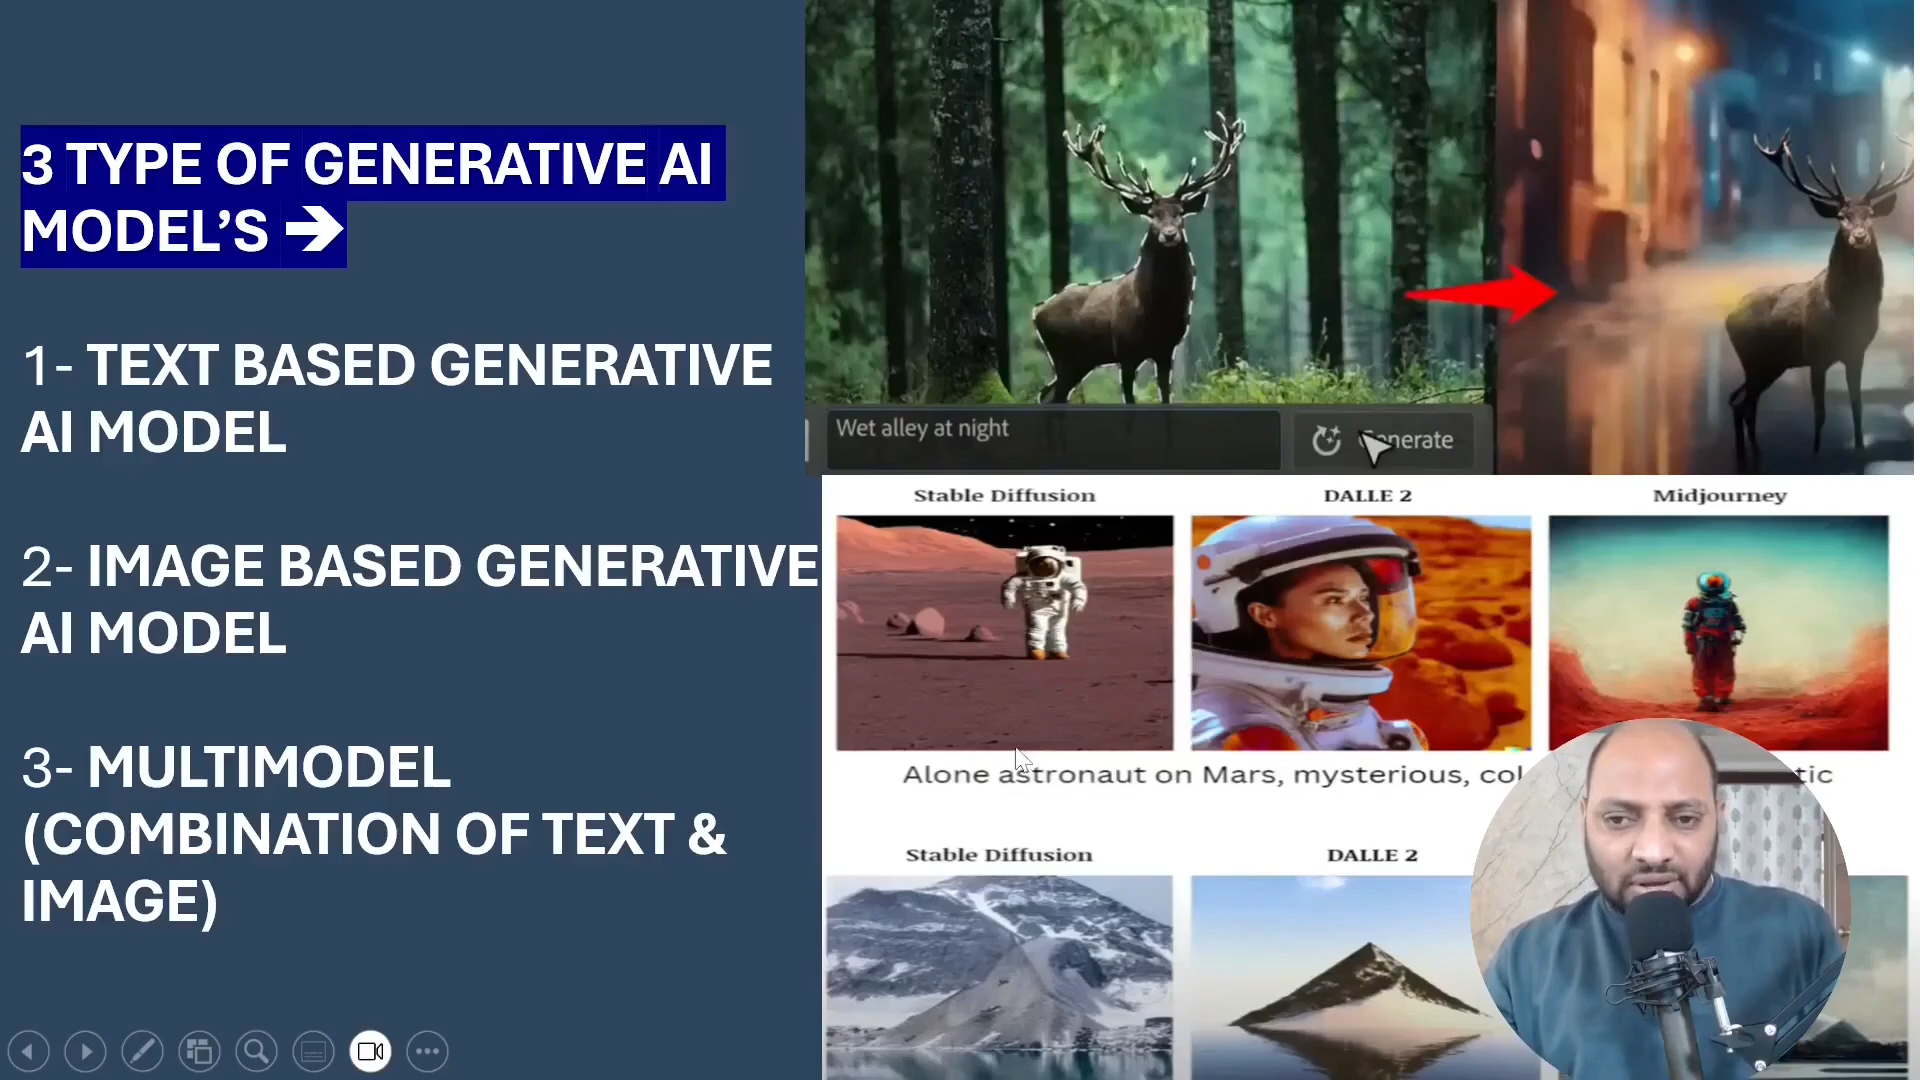 3 TYPE OF GENERATIVE AI
MODEL’S ➔
1- TEXT BASED GENERATIVE
AI MODEL
2- IMAGE BASED GENERATIVE
AI MODEL
3- MULTIMODEL
(COMBINATION OF TEXT &
IMAGE)
Wet alley at night
Generate
Stable Diffusion
DALLE 2
Midjourney
Alone astronaut on Mars, mysterious,
Stable Diffusion
DALLE 2